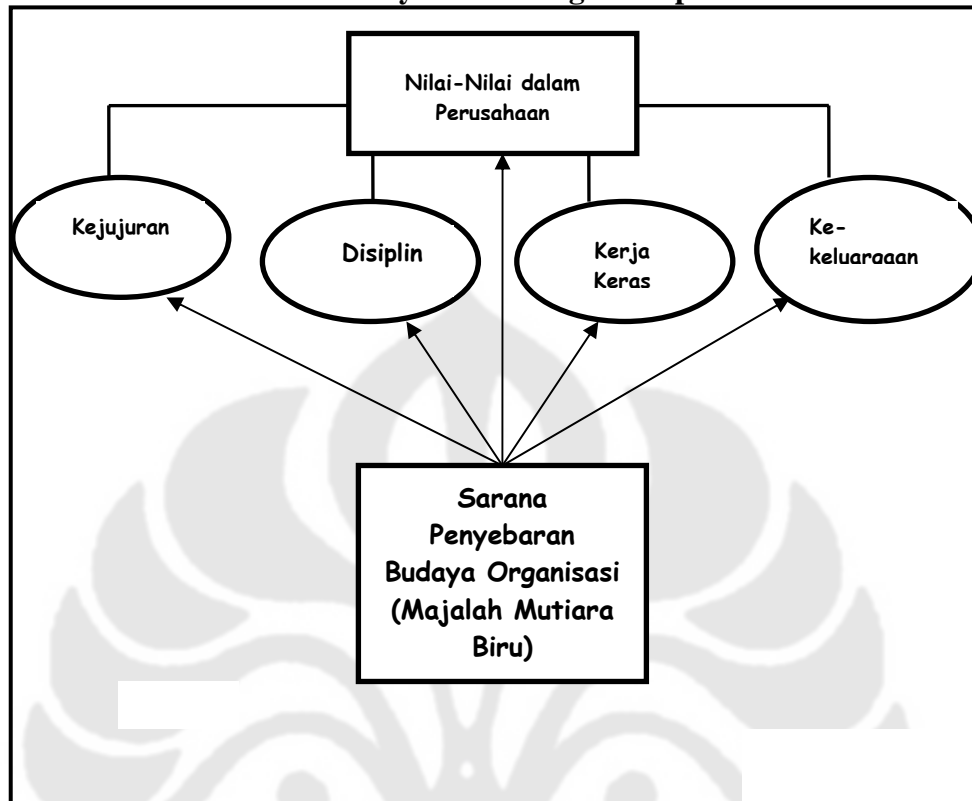 Nilai-Nilai dalam
Perusahaan
Kejujuran
Disiplin
Kerja
Keras
Ke-
keluaraaan
Sarana
Penyebaran
Budaya Organisasi
(Majalah Mutiara
Biru)